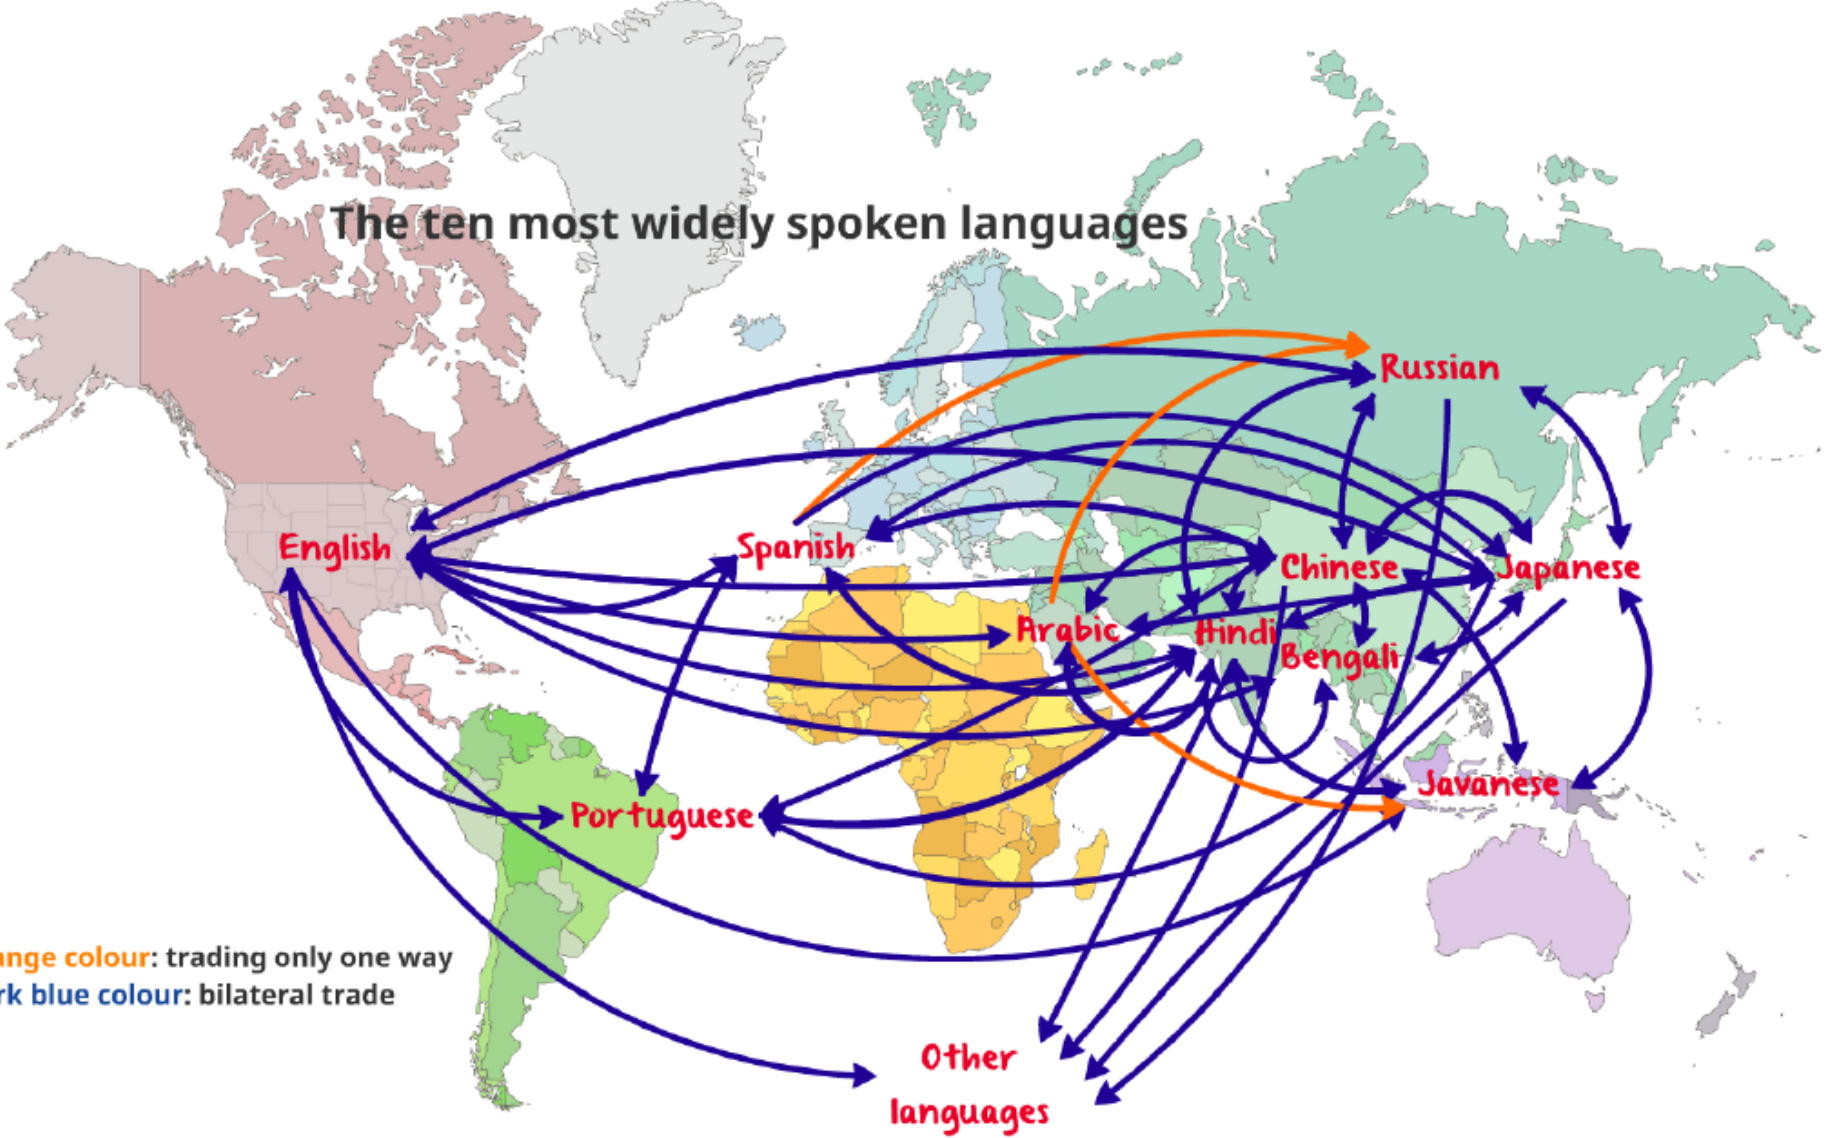 The ten most widely spoken languages
Russian
English
Spanish
Chinese
Japanese
Arabic
Hindi
Bengali
Javanese
Portuguese
ange colour: trading only one way
rk blue colour: bilateral trade
Other
languages